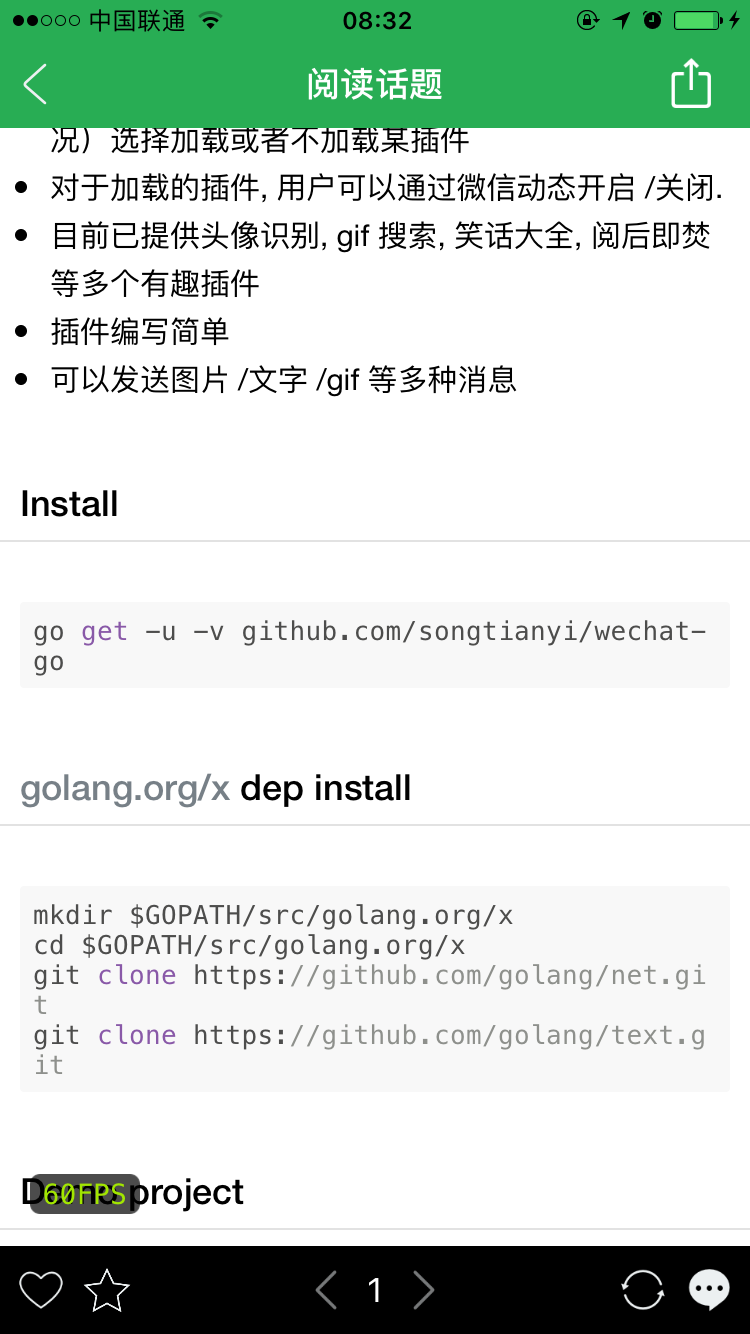 中国联通 08:32
阅读话题
况）选择加载或者不加载某插件
对于加载的插件, 用户可以通过微信动态开启 /关闭.
目前已提供头像识别, gif 搜索, 笑话大全, 阅后即焚
等多个有趣插件
插件编写简单
可以发送图片 /文字 /gif 等多种消息
Install
go get -u -v github.com/songtianyi/wechat-
go
golang.org/x dep install
mkdir $GOPATH/src/golang.org/x
cd $GOPATH/src/golang.org/x
git clone https://github.com/golang/net.gi
t
git clone https://github.com/golang/text.g
it
Demo project
60FPS
1